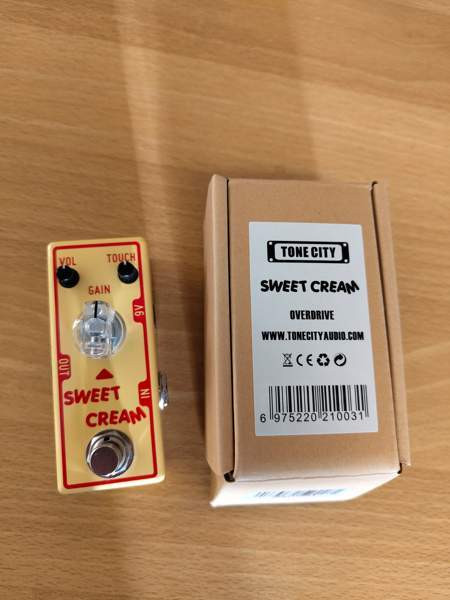 VOL
TOUCH
GAIN
9V
OUT
IN
SWEET
CREAM
TONE CITY
SWEET CREAM
OVERDRIVE
WWW.TONECITYAUDIO.COM
CE
6 975220 210031